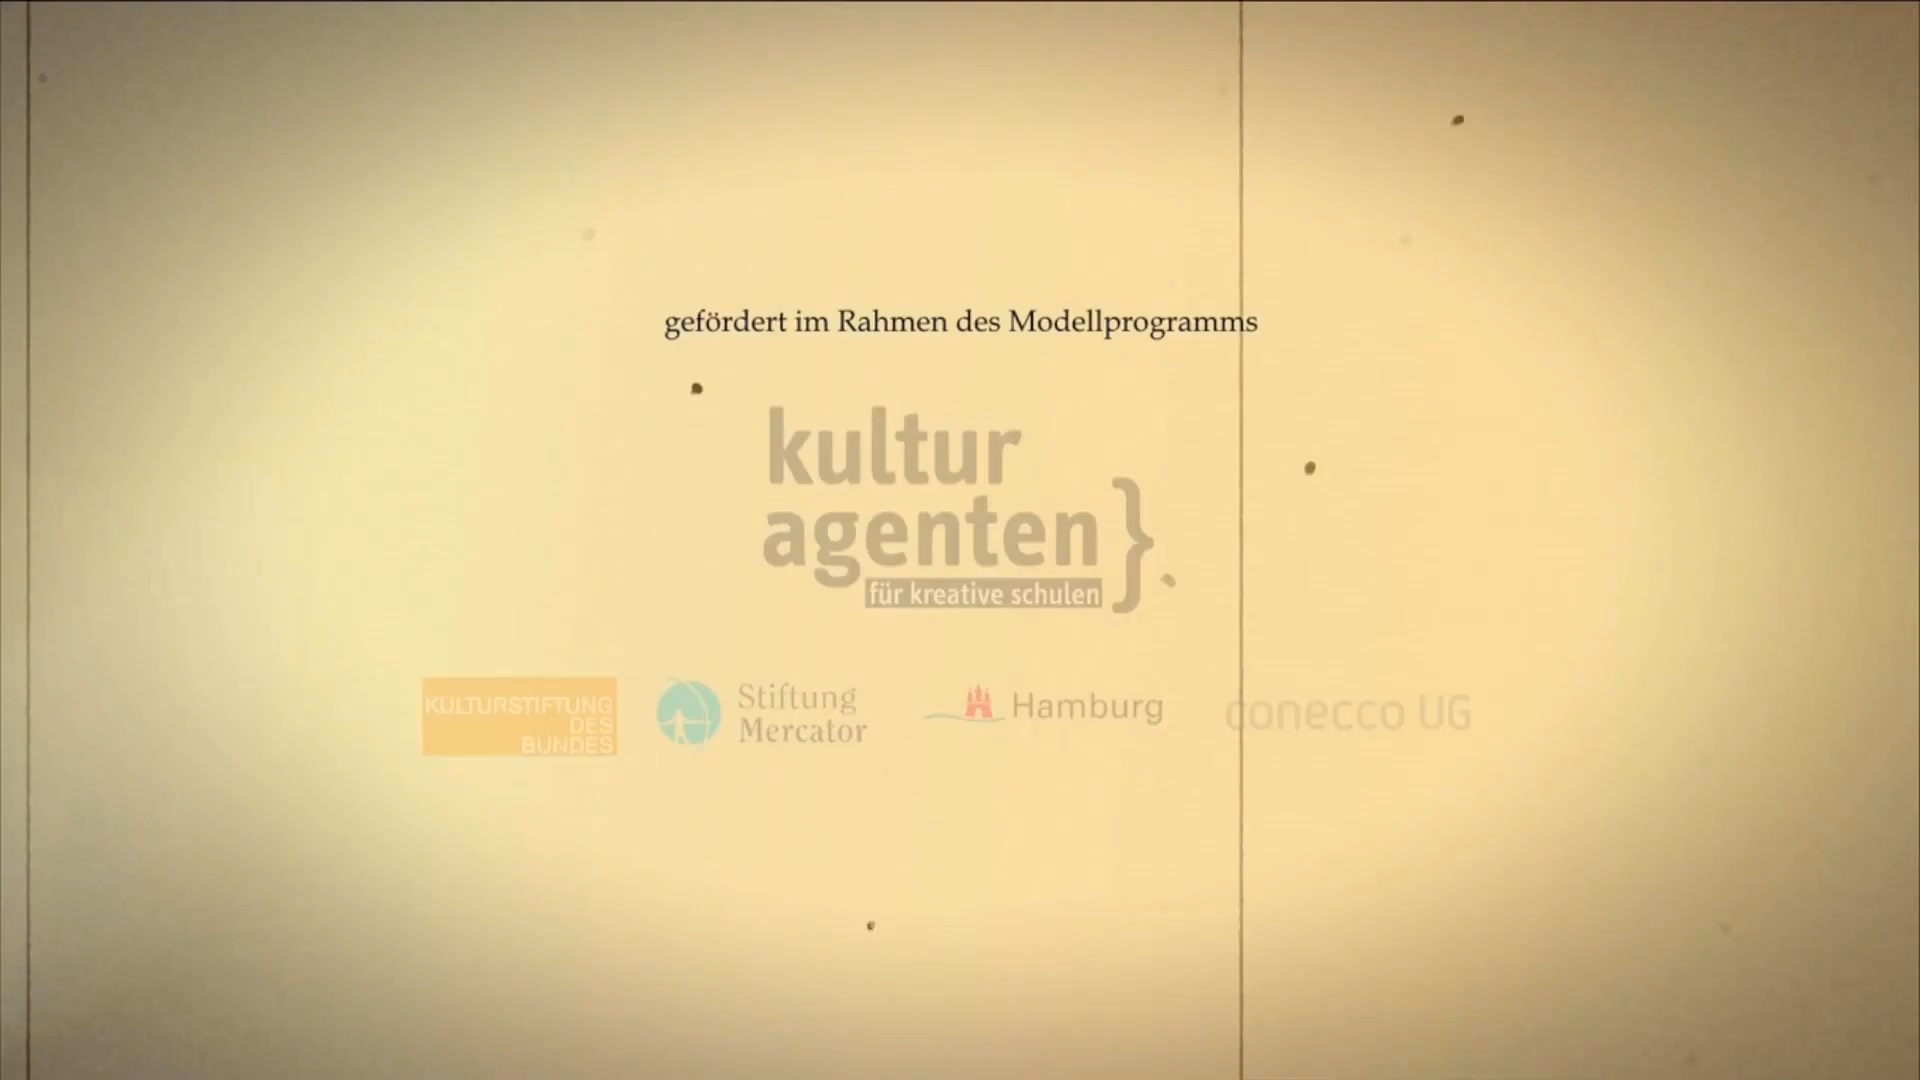 gefördert im Rahmen des Modellprogramms
kultur
agenten }
für kreative schulen
KULTURSTIFTUNG
DES
BUNDES
Stiftung
Mercator
Hamburg
conecco UG